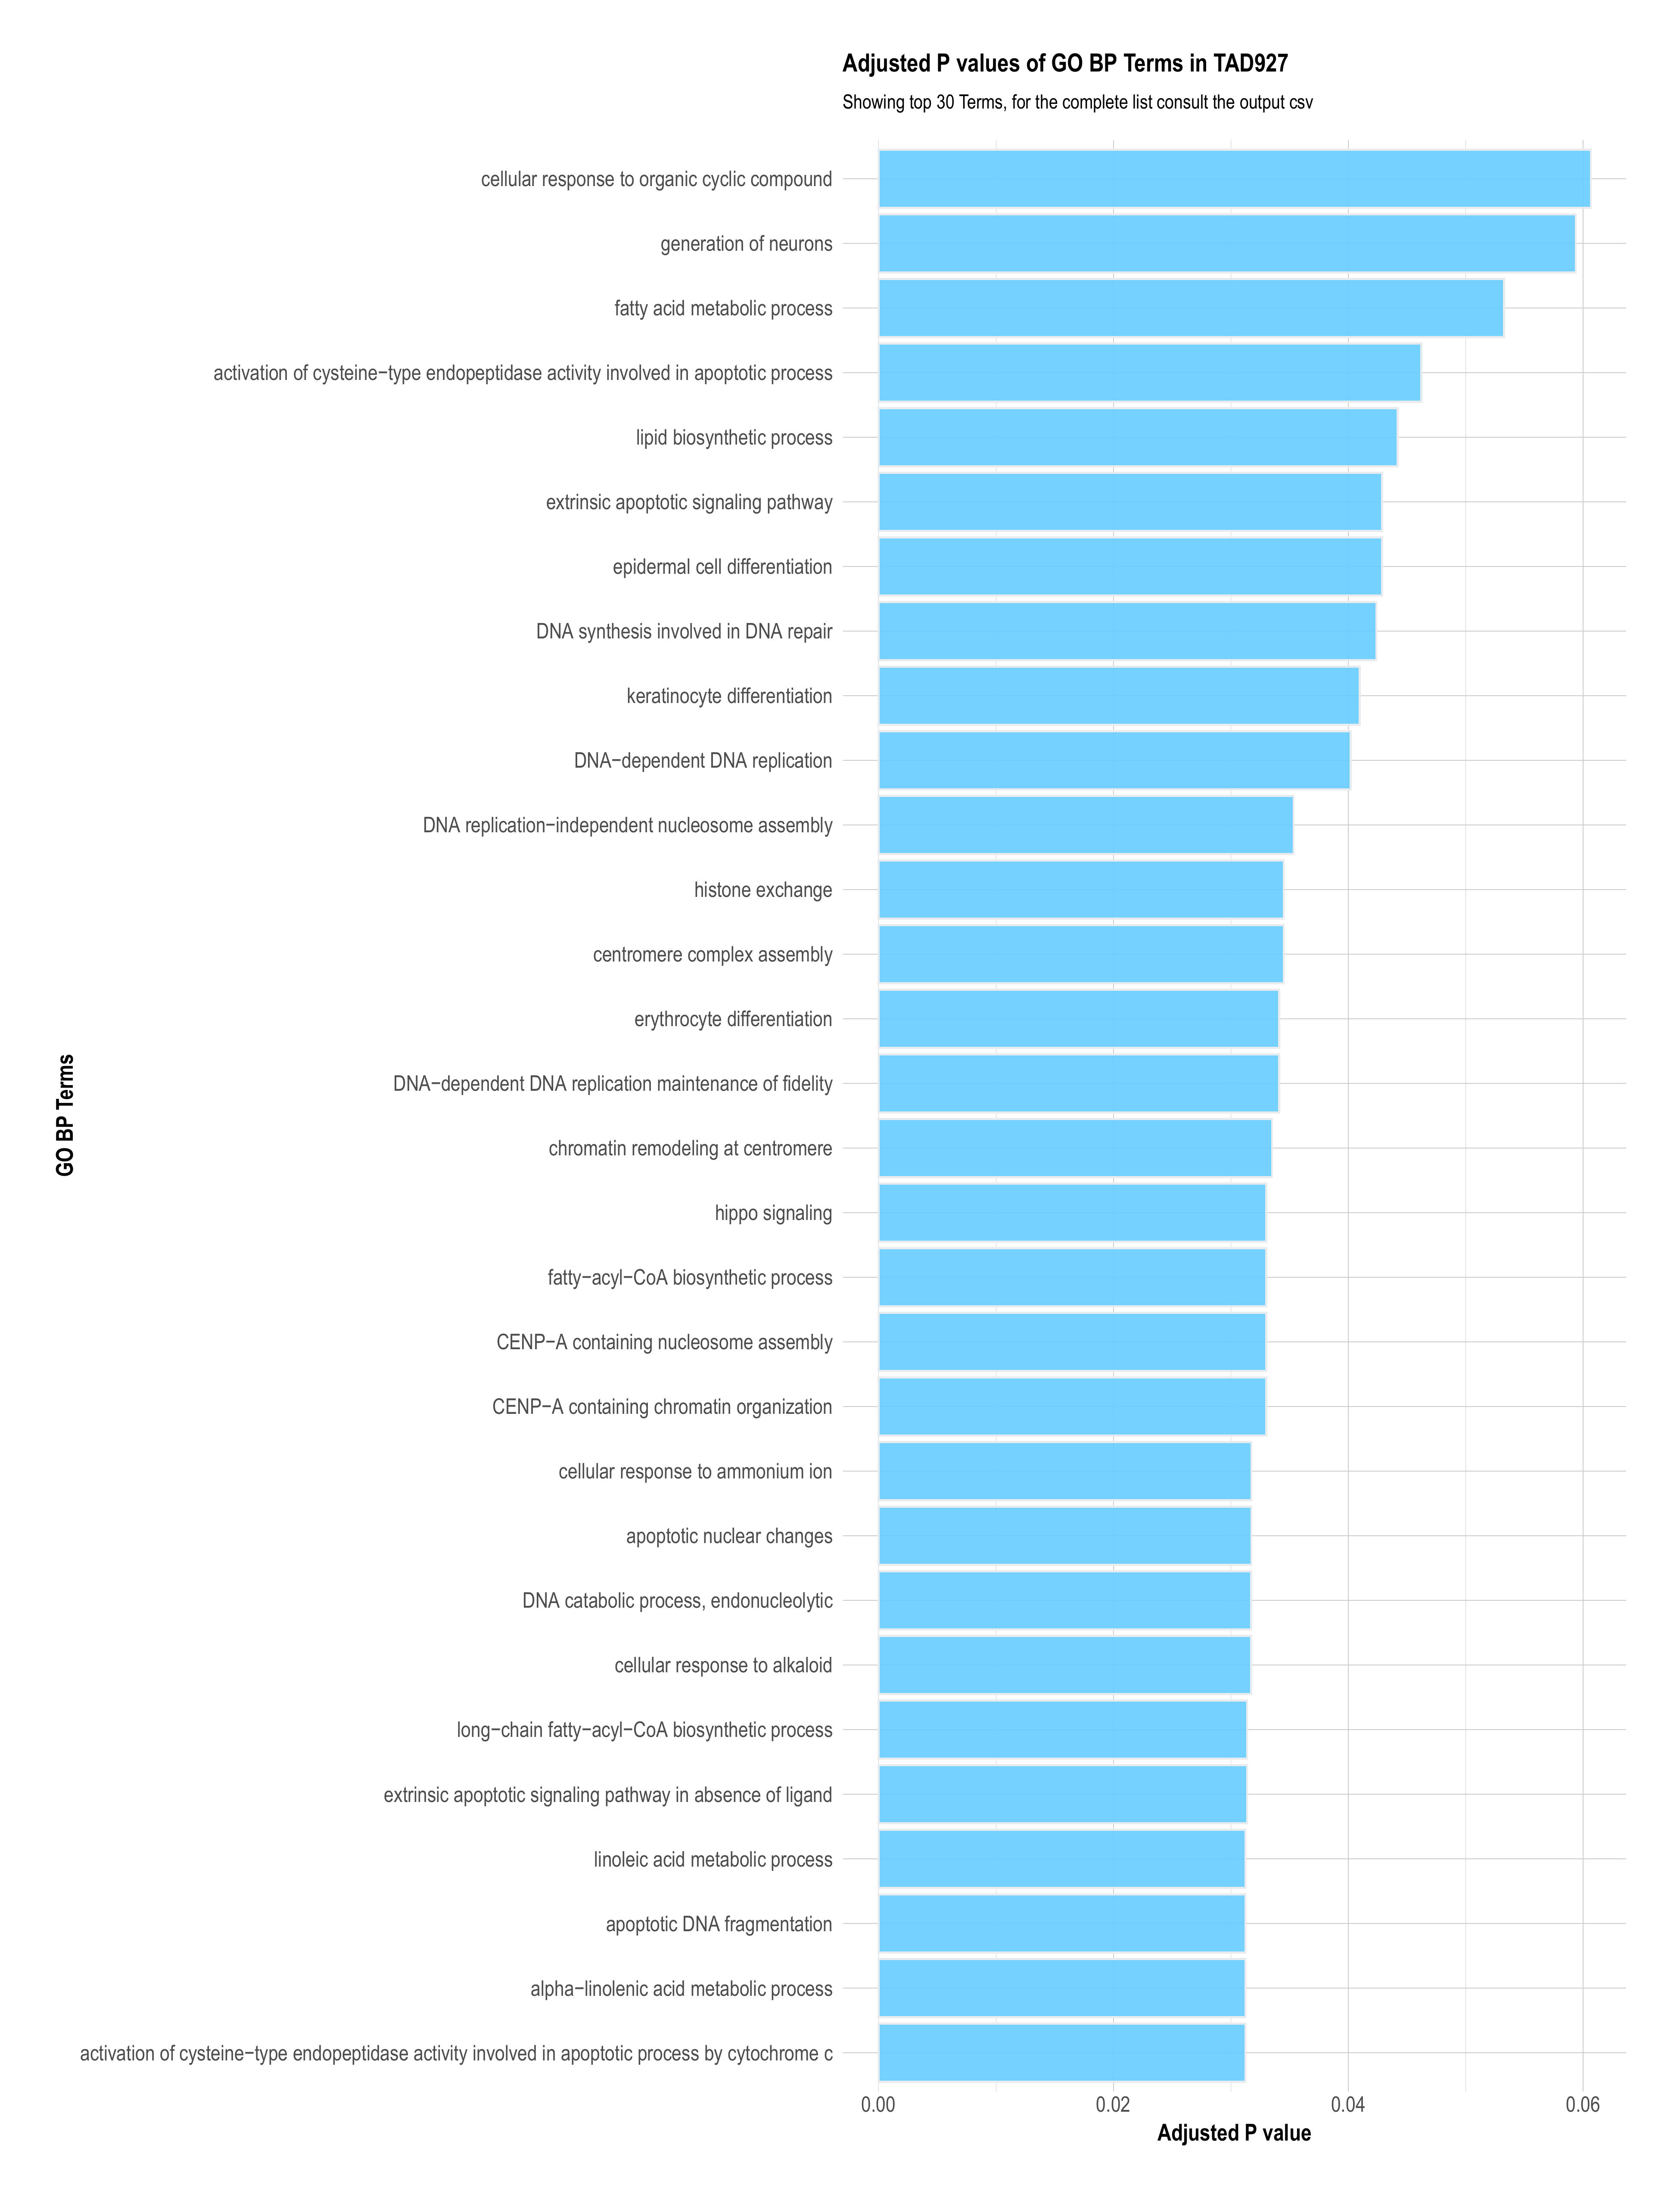 Adjusted P values of GO BP Terms in TAD927
Showing top 30 Terms, for the complete list consult the output csv
cellular response to organic cyclic compound
generation of neurons
fatty acid metabolic process
activation of cysteine−type endopeptidase activity involved in apoptotic process
lipid biosynthetic process
extrinsic apoptotic signaling pathway
epidermal cell differentiation
DNA synthesis involved in DNA repair
keratinocyte differentiation
DNA−dependent DNA replication
DNA replication−independent nucleosome assembly
histone exchange
centromere complex assembly
erythrocyte differentiation
DNA−dependent DNA replication maintenance of fidelity
chromatin remodeling at centromere
hippo signaling
fatty−acyl−CoA biosynthetic process
CENP−A containing nucleosome assembly
CENP−A containing chromatin organization
cellular response to ammonium ion
apoptotic nuclear changes
DNA catabolic process, endonucleolytic
cellular response to alkaloid
long−chain fatty−acyl−CoA biosynthetic process
extrinsic apoptotic signaling pathway in absence of ligand
linoleic acid metabolic process
apoptotic DNA fragmentation
alpha−linolenic acid metabolic process
activation of cysteine−type endopeptidase activity involved in apoptotic process by cytochrome c
GO BP Terms
0.00 0.02 0.04 0.06
Adjusted P value